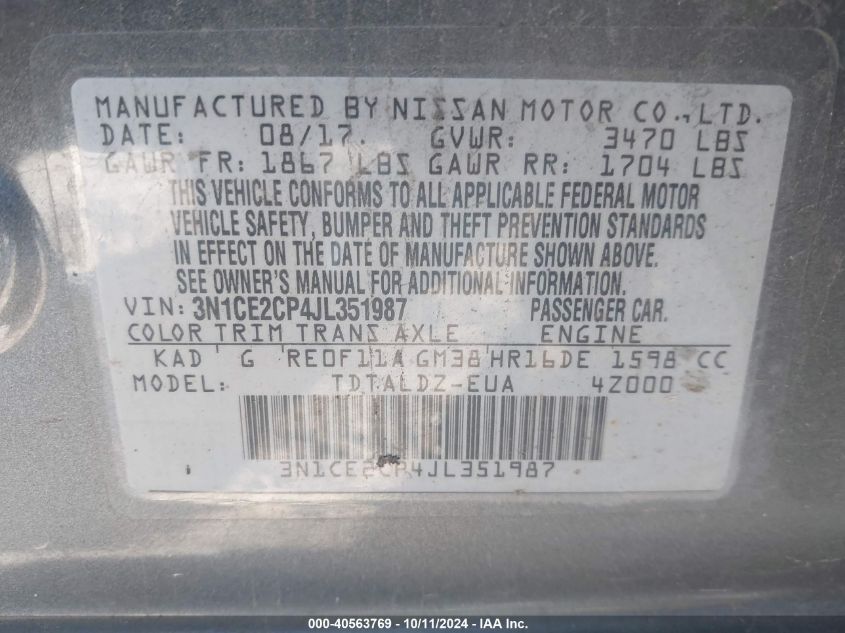 MANUFACTURED BY NISSAN MOTOR CO., LTD.
DATE: 08/17. GVWR: 3470 LBS
GAWR FR: 1867 LBS GAWR RR: 1704 LBS
THIS VEHICLE CONFORMS TO ALL APPLICABLE FEDERAL MOTOR
VEHICLE SAFETY, BUMPER AND THEFT PREVENTION STANDARDS
IN EFFECT ON THE DATE OF MANUFACTURE SHOWN ABOVE.
SEE OWNER'S MANUAL FOR ADDITIONAL INFORMATION.
VIN: 3N1CE2CP4JL351987 PASSENGER CAR.
COLOR TRIM TRANS AXLE ENGINE
KAD G RE0F11A GM38 HR16DE 1598 CC
MODEL: TDTALDZ-EUA 4Z000
3N1CE2CP4JL351987
000-40563769 - 10/11/2024 - IAA Inc.